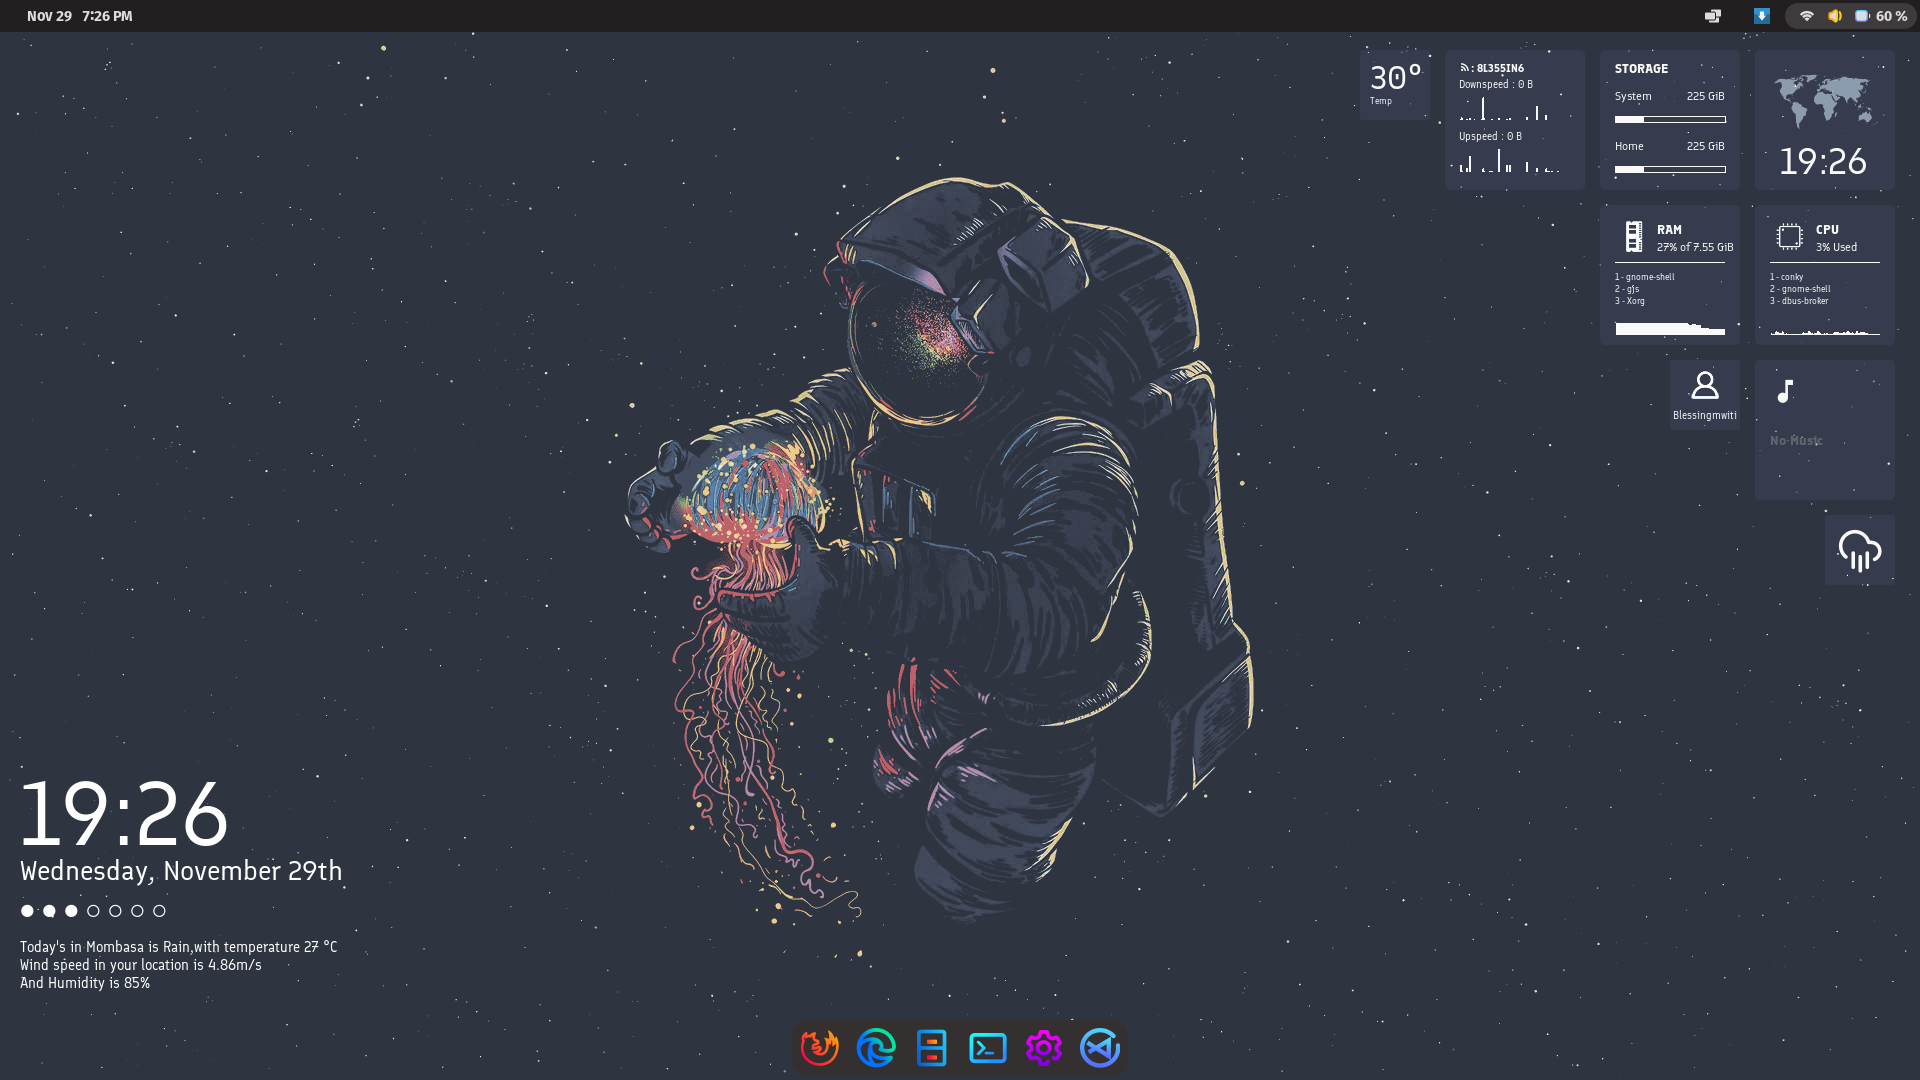 Nov 29 7:26 PM
60 %
30°
Temp
: 8L355IN6
Downspeed : 0 B
Upspeed : 0 B
STORAGE
System 225 GiB
Home 225 GiB
19:26
RAM
27% of 7.55 GiB
1 - gnome-shell
2 - gjs
3 - Xorg
CPU
3% Used
1 - conky
2 - gnome-shell
3 - dbus-broker
Blessingmwiti
No Music
19:26
Wednesday, November 29th
Today's in Mombasa is Rain,with temperature 27 °C
Wind speed in your location is 4.86m/s
And Humidity is 85%